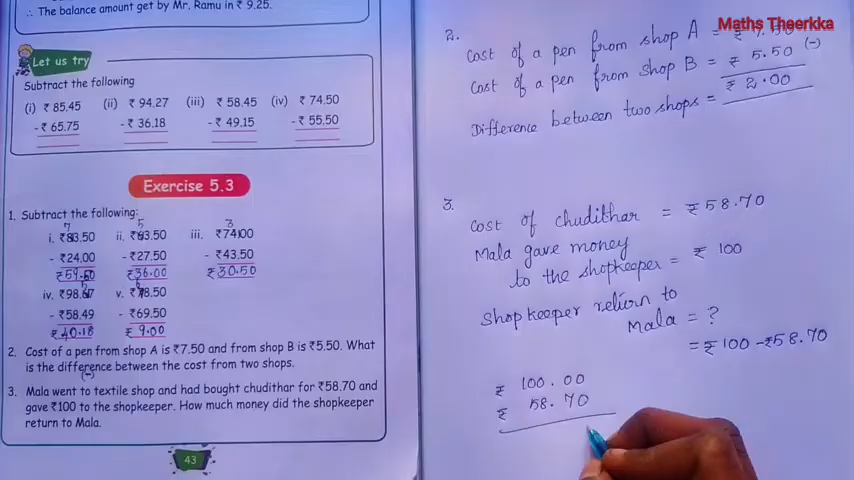 ∴ The balance amount get by Mr. Ramu in ₹ 9.25.
Let us try
Subtract the following
(i) ₹ 85.45 (ii) ₹ 94.27 (iii) ₹ 58.45 (iv) ₹ 74.50
- ₹ 65.75 - ₹ 36.18 - ₹ 49.15 - ₹ 55.50
Exercise 5.3
1. Subtract the following:
i. ₹83.50 ii. ₹63.50 iii. ₹74.00
- ₹24.00 - ₹27.50 - ₹43.50
₹59.50 ₹36.00 ₹30.50
iv. ₹98.67 v. ₹78.50
- ₹58.49 - ₹69.50
₹40.18 ₹9.00
2. Cost of a pen from shop A is ₹7.50 and from shop B is ₹5.50. What
is the difference between the cost from two shops.
(-)
3. Mala went to textile shop and had bought chudithar for ₹58.70 and
gave ₹100 to the shopkeeper. How much money did the shopkeeper
return to Mala.
43
Maths Theerkka
2.
Cost of a pen from shop A = ₹ 7.50
Cost of a pen from shop B = ₹ 5.50 (-)
Difference between two shops = ₹ 2.00
3.
Cost of chudithar = ₹58.70
Mala gave money
to the shopkeeper = ₹ 100
Shopkeeper return to
Mala = ?
= ₹ 100 - ₹58.70
₹ 100.00
₹ 58.70